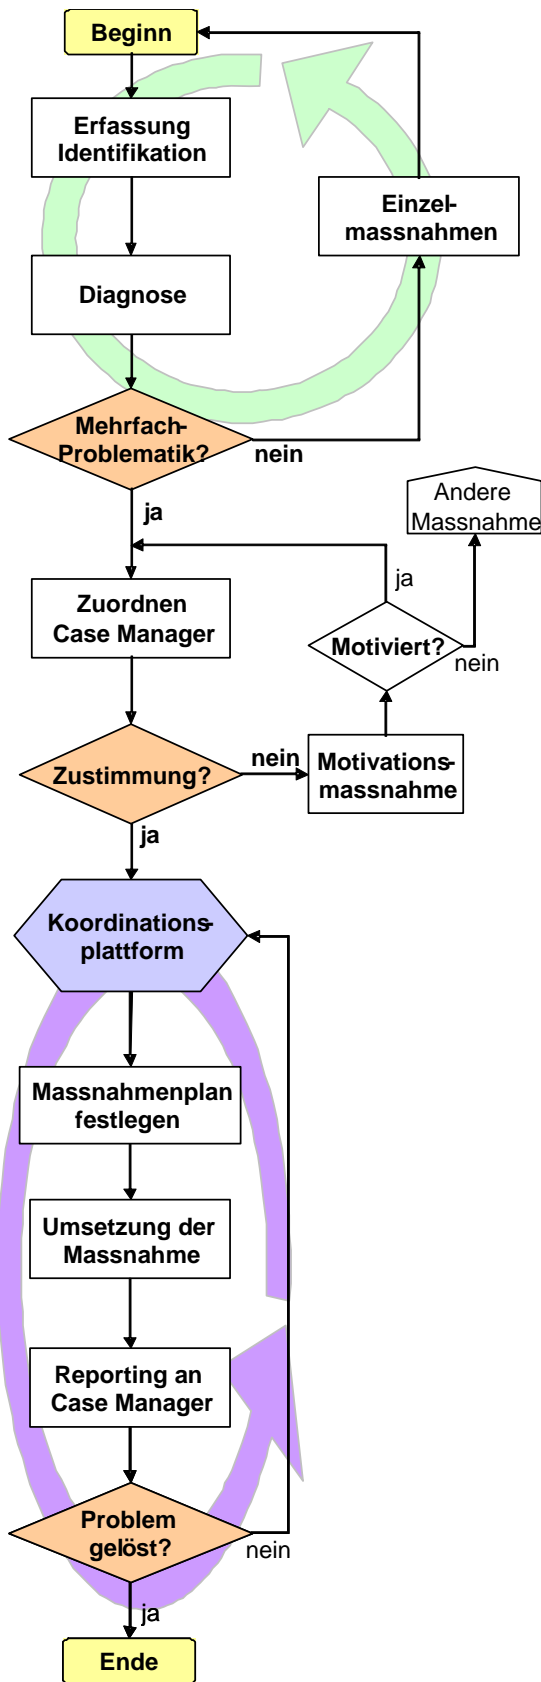 Beginn
Erfassung
Identifikation
Einzel-
massnahmen
Diagnose
Mehrfach-
Problematik?
nein
ja
Andere
Massnahme
ja
Zuordnen
Case Manager
Motiviert?
nein
Zustimmung?
nein
Motivations-
massnahme
ja
Koordinations-
plattform
Massnahmenplan
festlegen
Umsetzung der
Massnahme
Reporting an
Case Manager
Problem
gelöst?
nein
ja
Ende